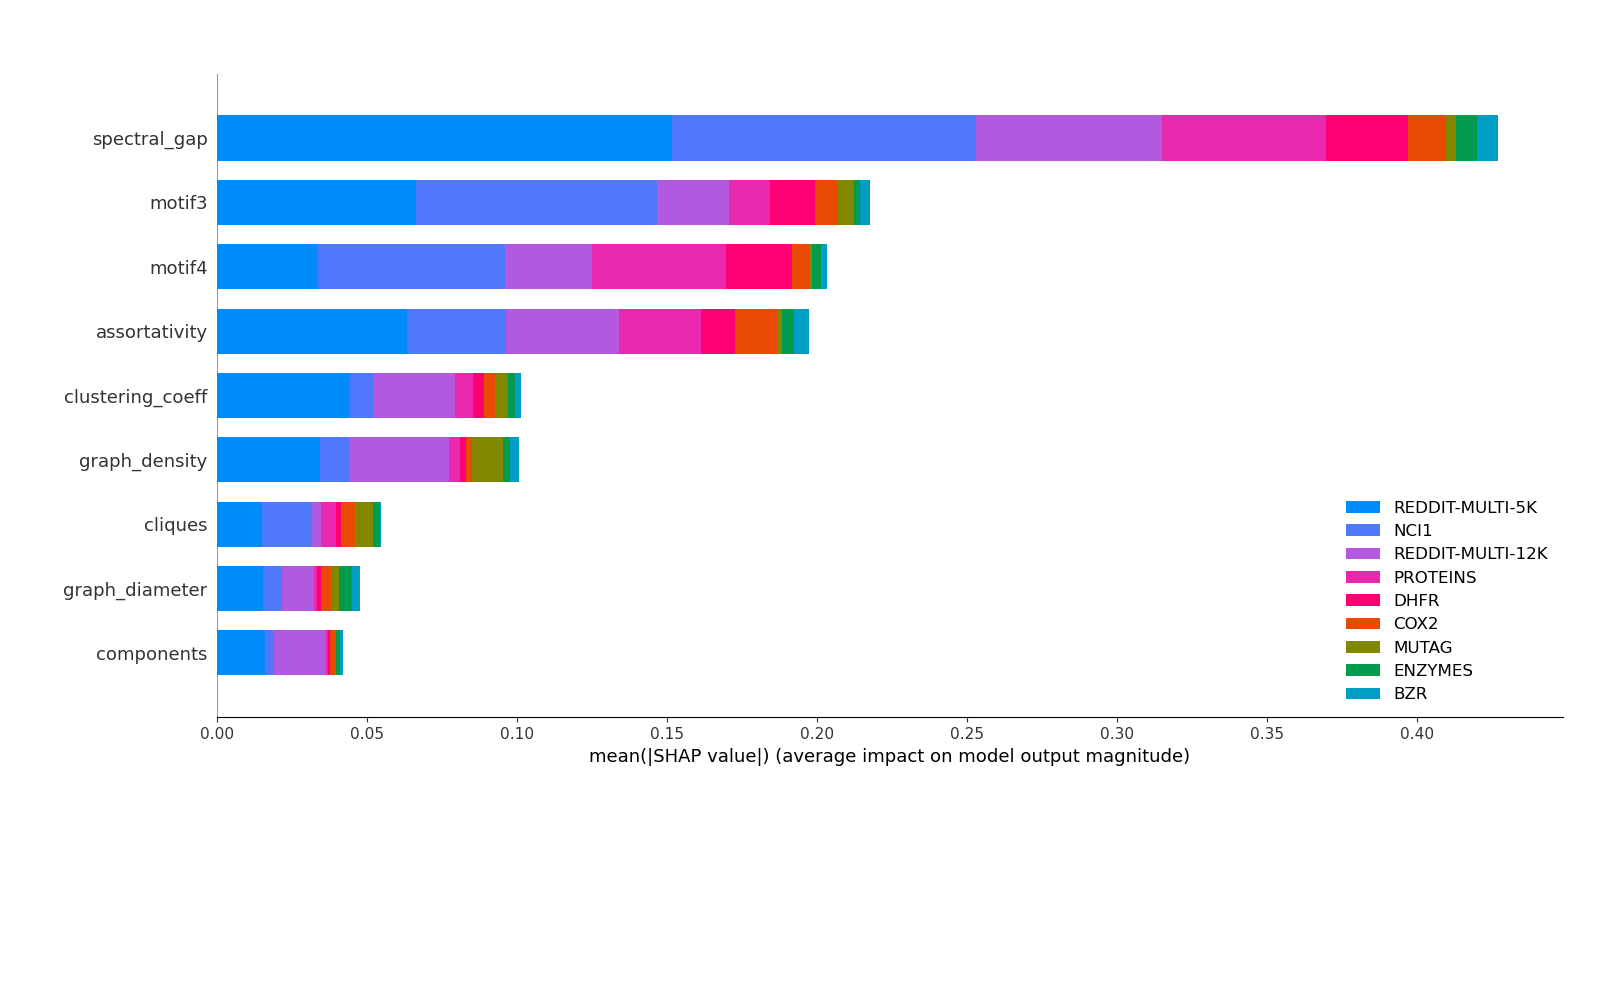 spectral_gap
motif3
motif4
assortativity
clustering_coeff
graph_density
cliques
graph_diameter
components
REDDIT-MULTI-5K
NCI1
REDDIT-MULTI-12K
PROTEINS
DHFR
COX2
MUTAG
ENZYMES
BZR
0.00 0.05 0.10 0.15 0.20 0.25 0.30 0.35 0.40
mean(|SHAP value|) (average impact on model output magnitude)